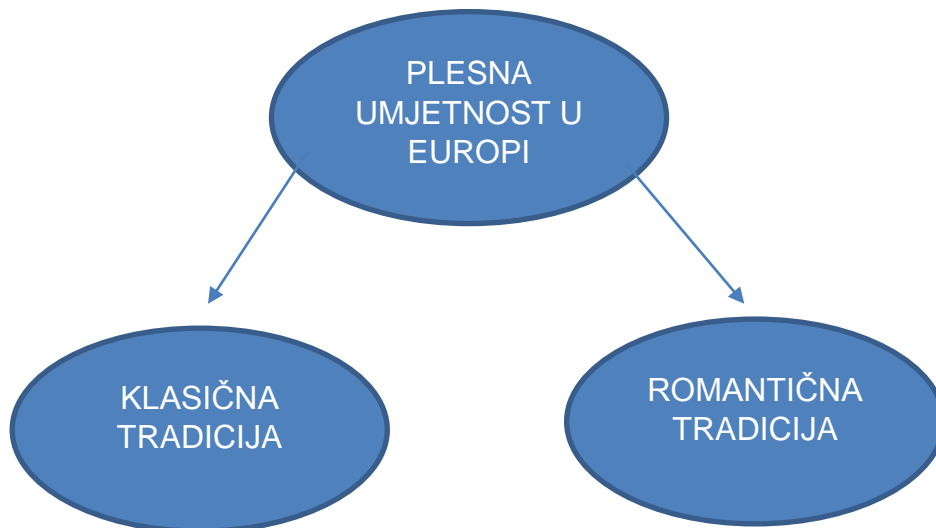 PLESNA
UMJETNOST U
EUROPI
KLASIČNA
TRADICIJA
ROMANTIČNA
TRADICIJA